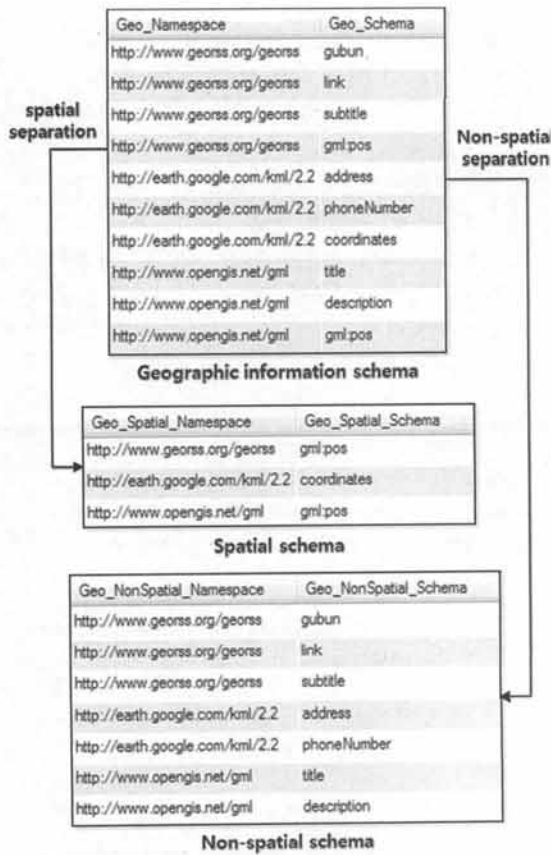 Geo_Namespace Geo_Schema
http://www.georss.org/georss gubun
http://www.georss.org/georss link
http://www.georss.org/georss subtitle
http://www.georss.org/georss gml:pos
http://earth.google.com/kml/2.2 address
http://earth.google.com/kml/2.2 phoneNumber
http://earth.google.com/kml/2.2 coordinates
http://www.opengis.net/gml title
http://www.opengis.net/gml description
http://www.opengis.net/gml gml:pos
spatial
separation
Non-spatial
separation
Geographic information schema
Geo_Spatial_Namespace Geo_Spatial_Schema
http://www.georss.org/georss gml:pos
http://earth.google.com/kml/2.2 coordinates
http://www.opengis.net/gml gml:pos
Spatial schema
Geo_NonSpatial_Namespace Geo_NonSpatial_Schema
http://www.georss.org/georss gubun
http://www.georss.org/georss link
http://www.georss.org/georss subtitle
http://earth.google.com/kml/2.2 address
http://earth.google.com/kml/2.2 phoneNumber
http://www.opengis.net/gml title
http://www.opengis.net/gml description
Non-spatial schema